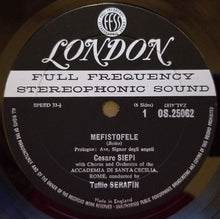 FFSS
LONDON
FULL FREQUENCY
STEREOPHONIC SOUND
SPEED 33⅓
(6 Sides)
1
OS.25062
MEFISTOFELE
(Boito)
Prologue: Ave, Signor degli angeli
Cesare SIEPI
with Chorus and Orchestra of the
ACCADEMIA DI SANTA CECILIA,
ROME, conducted by
Tullio SERAFIN
Made in England